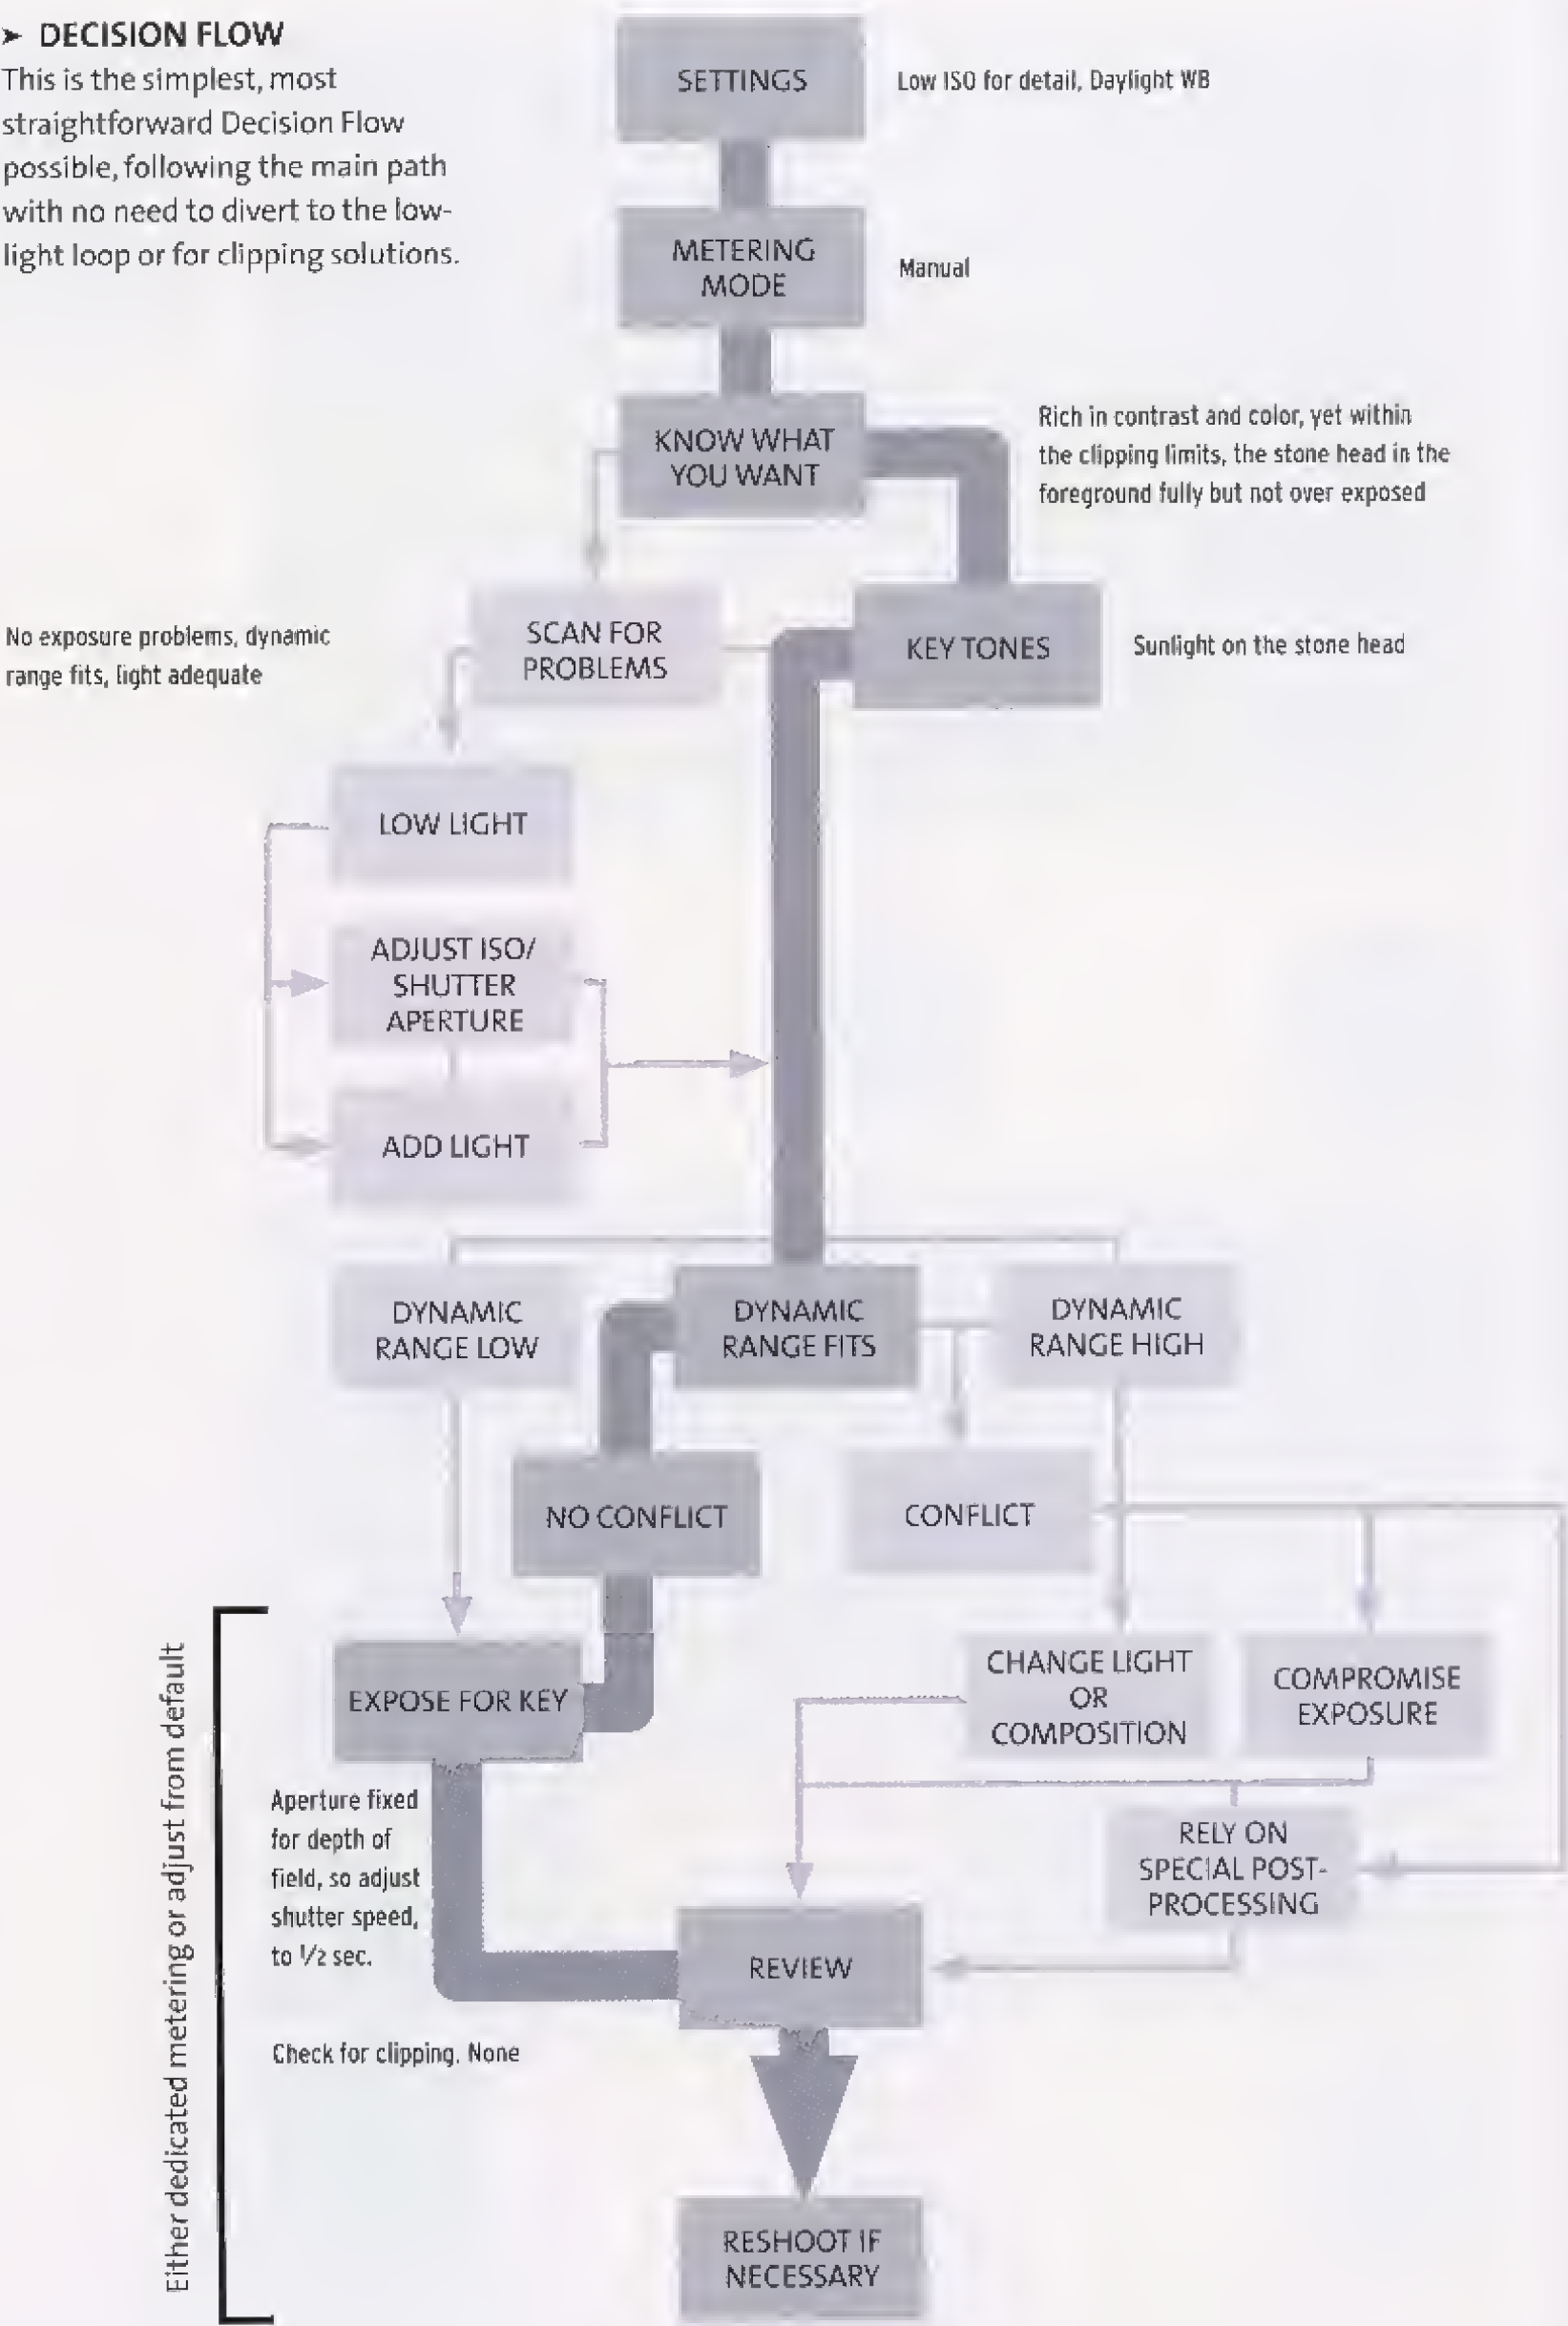 ➤ DECISION FLOW
This is the simplest, most
straightforward Decision Flow
possible, following the main path
with no need to divert to the low-
light loop or for clipping solutions.
SETTINGS
Low ISO for detail, Daylight WB
METERING
MODE
Manual
KNOW WHAT
YOU WANT
Rich in contrast and color, yet within
the clipping limits, the stone head in the
foreground fully but not over exposed
No exposure problems, dynamic
range fits, light adequate
SCAN FOR
PROBLEMS
KEY TONES
Sunlight on the stone head
LOW LIGHT
ADJUST ISO/
SHUTTER
APERTURE
ADD LIGHT
DYNAMIC
RANGE LOW
DYNAMIC
RANGE FITS
DYNAMIC
RANGE HIGH
NO CONFLICT
CONFLICT
Either dedicated metering or adjust from default
EXPOSE FOR KEY
CHANGE LIGHT
OR
COMPOSITION
COMPROMISE
EXPOSURE
Aperture fixed
for depth of
field, so adjust
shutter speed,
to 1/2 sec.
RELY ON
SPECIAL POST-
PROCESSING
REVIEW
Check for clipping. None
RESHOOT IF
NECESSARY